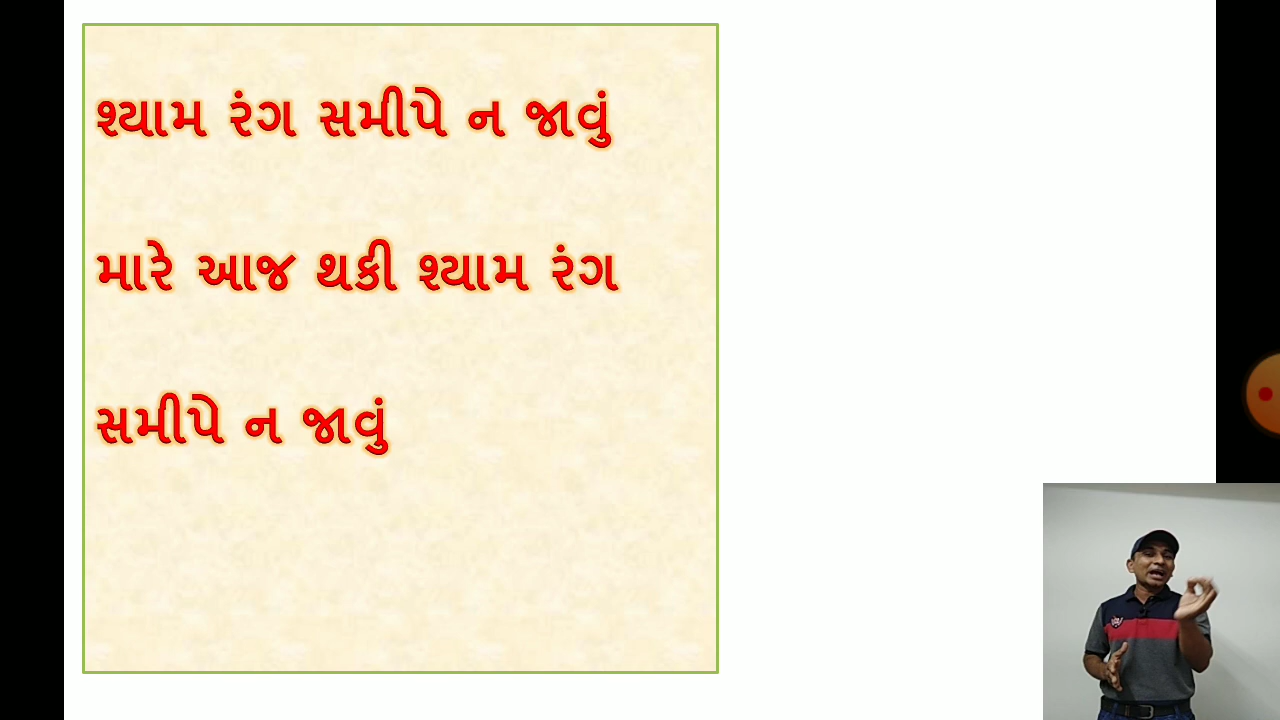 શ્યામ રંગ સમીપે ન જાવું
મારે આજ થકી શ્યામ રંગ
સમીપે ન જાવું